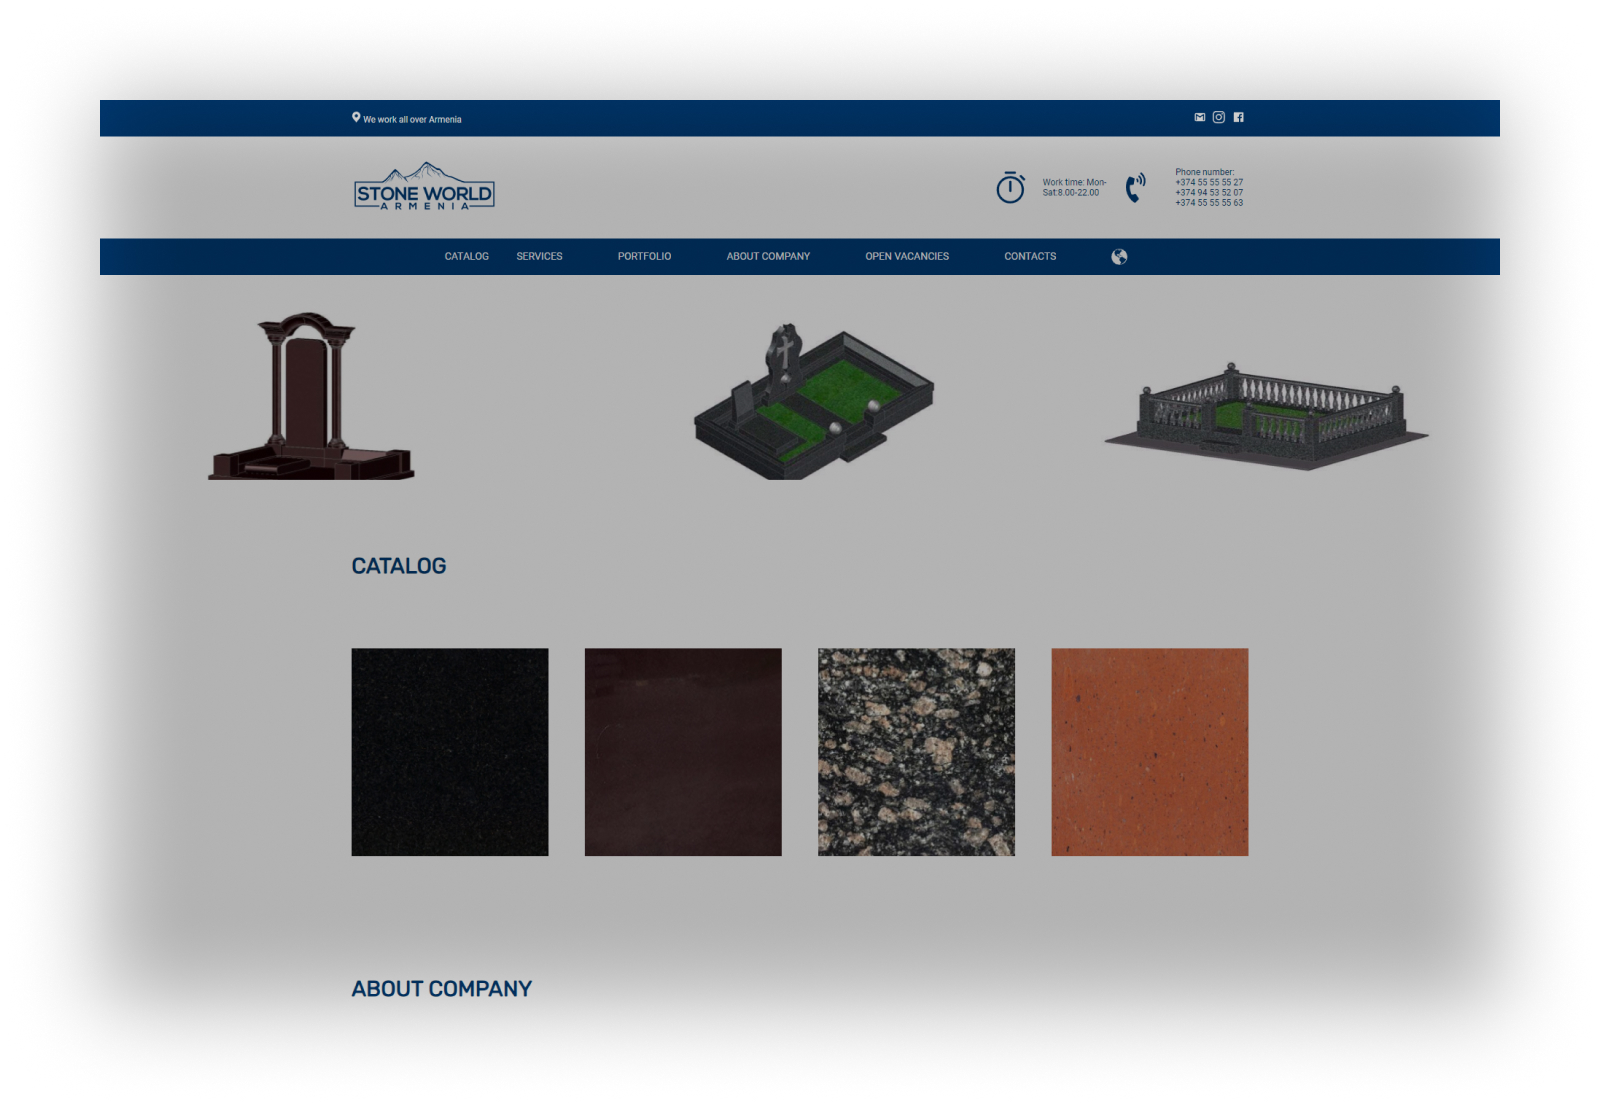 We work all over Armenia
STONE WORLD
ARMENIA
Work time: Mon-
Sat:8.00-22.00
Phone number:
+374 55 55 55 27
+374 94 53 52 07
+374 55 55 55 63
CATALOG SERVICES PORTFOLIO ABOUT COMPANY OPEN VACANCIES CONTACTS
CATALOG
ABOUT COMPANY